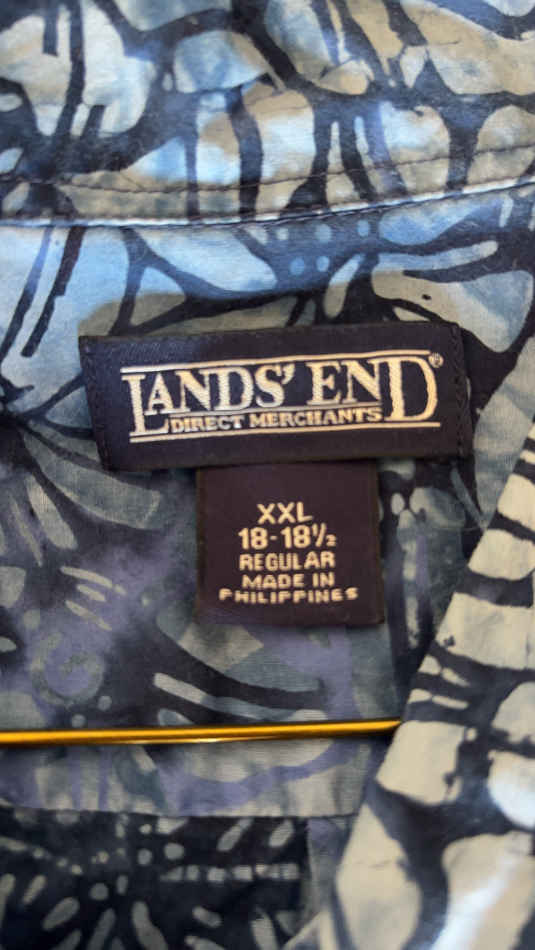 LANDS' END®
DIRECT MERCHANTS
XXL
18-18½
REGULAR
MADE IN
PHILIPPINES